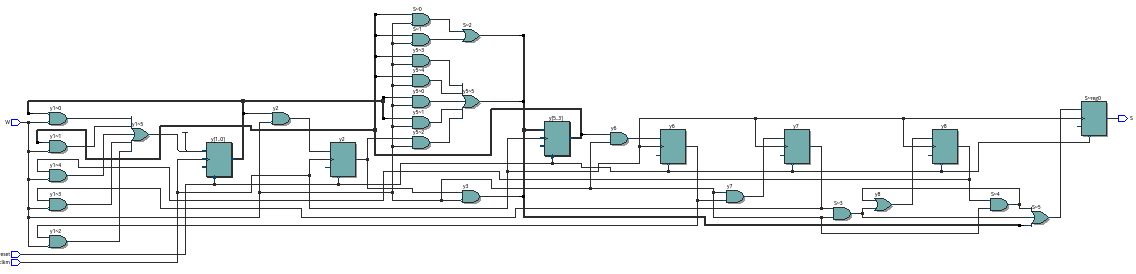 S~0
S~2
S~1
y5~3
y5~4
y5~0
y5~5
y5~1
y5~2
S~reg0
y1~0
y2
W
S
y1~5
y1~1
y[1..0]
y2
y[5..3]
y6
y6
y7
y8
y1~4
y1~3
y3
y7
y8
S~4
S~3
S~5
y1~2
reset
clkm